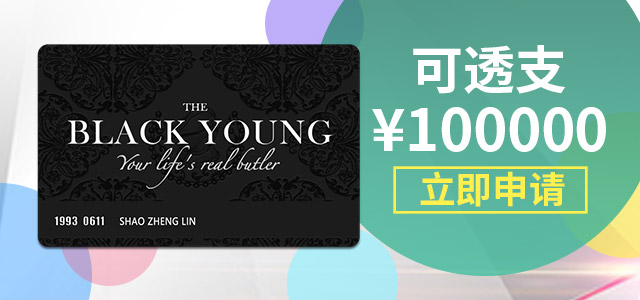 THE
BLACK YOUNG
Your life's real butler
1993 0611 SHAO ZHENG LIN
可透支
¥100000
立即申请